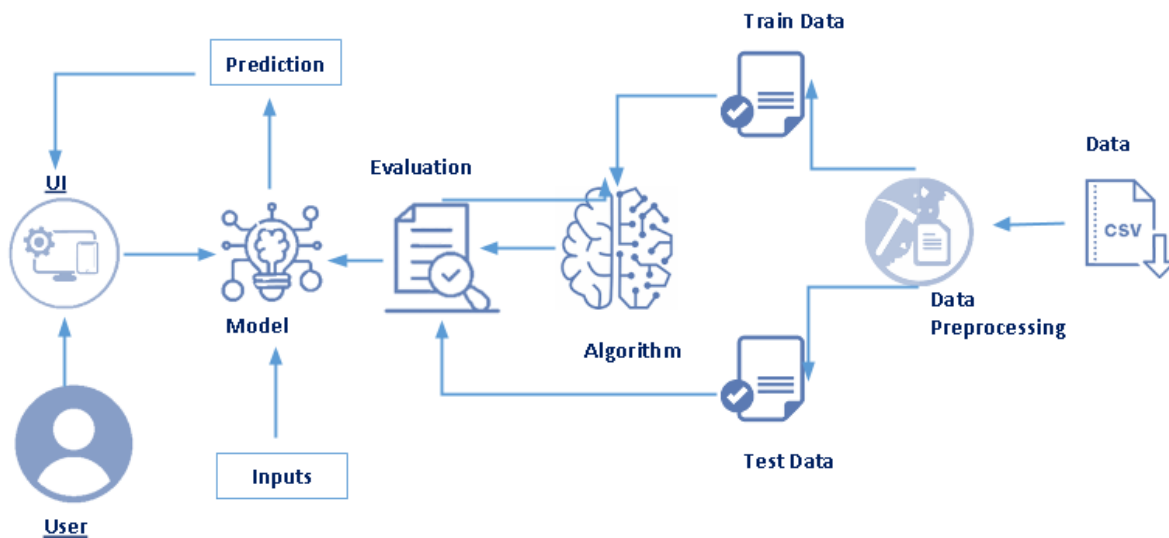 Train Data
Prediction
Data
Evaluation
UI
CSV
Data
Preprocessing
Model
Algorithm
Inputs
Test Data
User